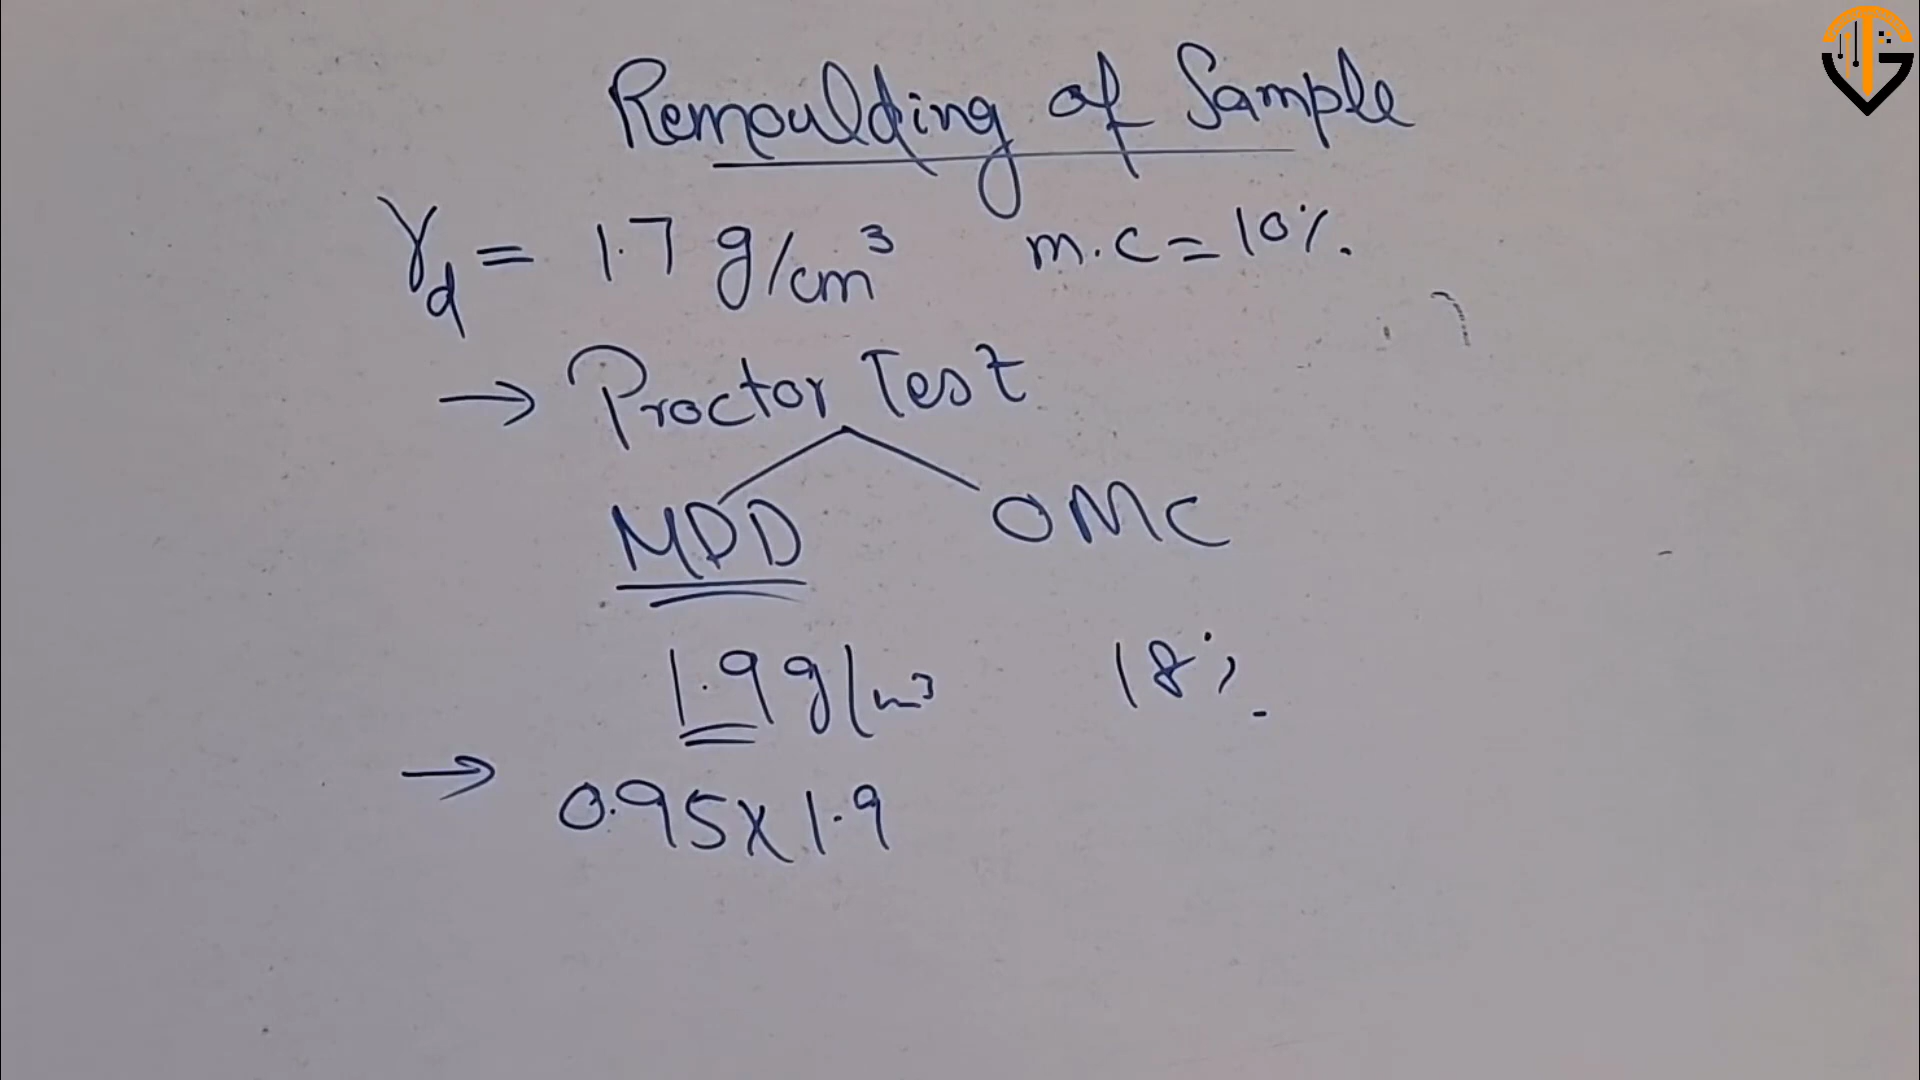 Remoulding of Sample
γd = 1.7 g/cm³ m.c = 10%.
→ Proctor Test
MDD OMC
1.9 g/m³ 18%.
→ 0.95 x 1.9